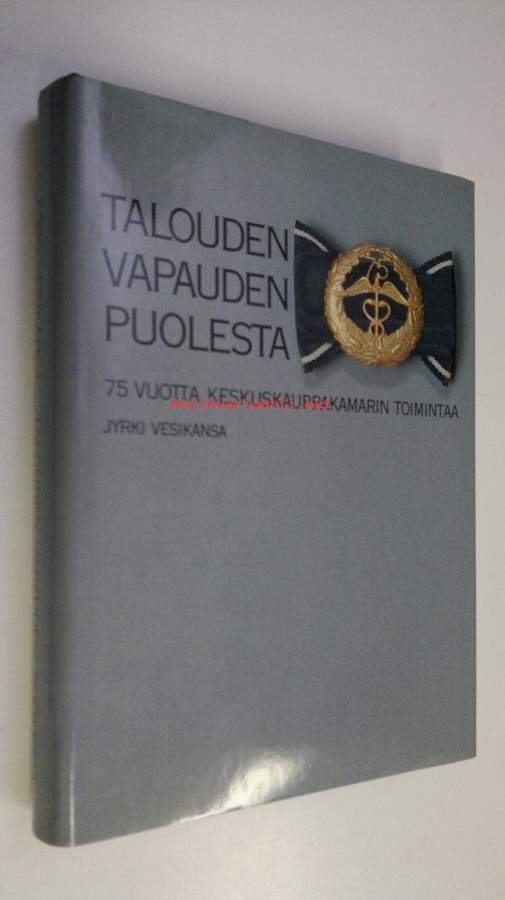 TALOUDEN
VAPAUDEN
PUOLESTA
75 VUOTTA KESKUSKAUPPAKAMARIN TOIMINTAA
JYRKI VESIKANSA